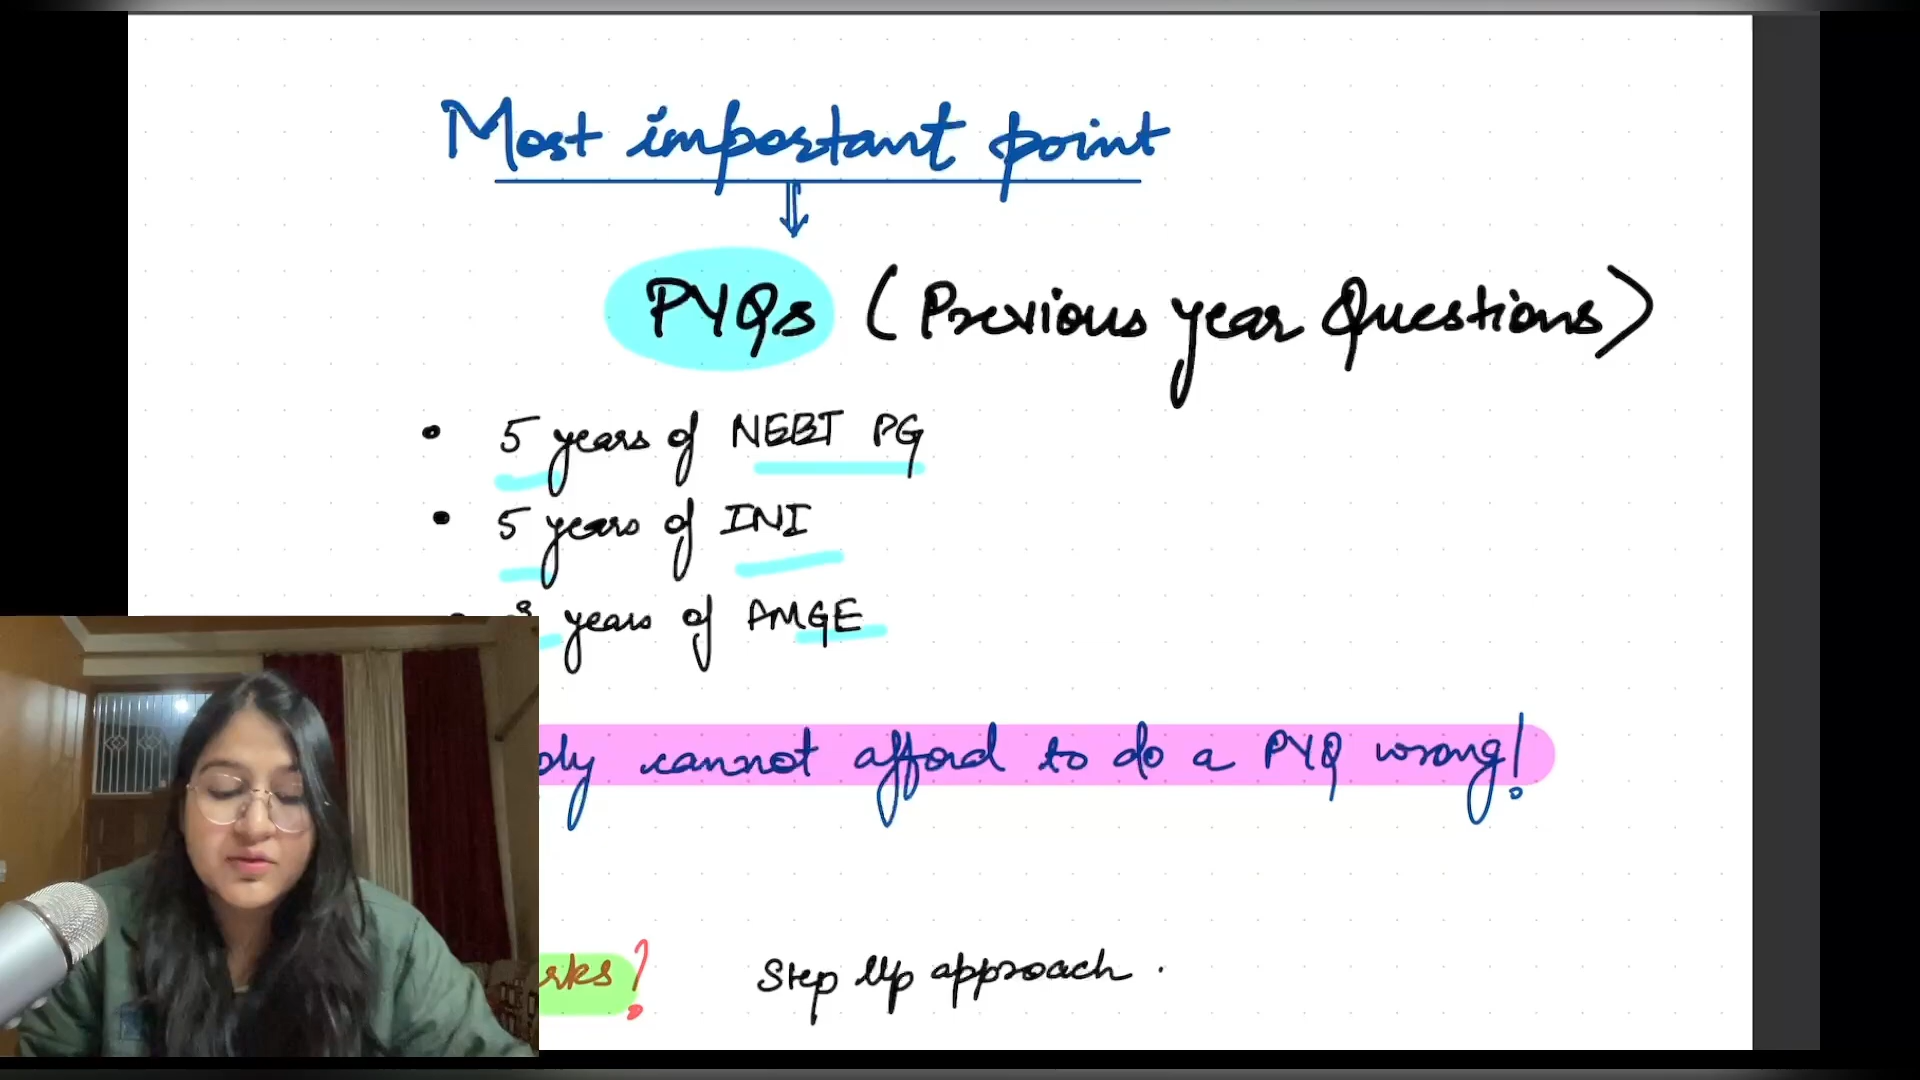 Most important point
PYQs (Previous year Questions)
• 5 years of NEET PG
• 5 years of INI
years of FMGE
cannot afford to do a PYQ wrong!
? Step Up approach.